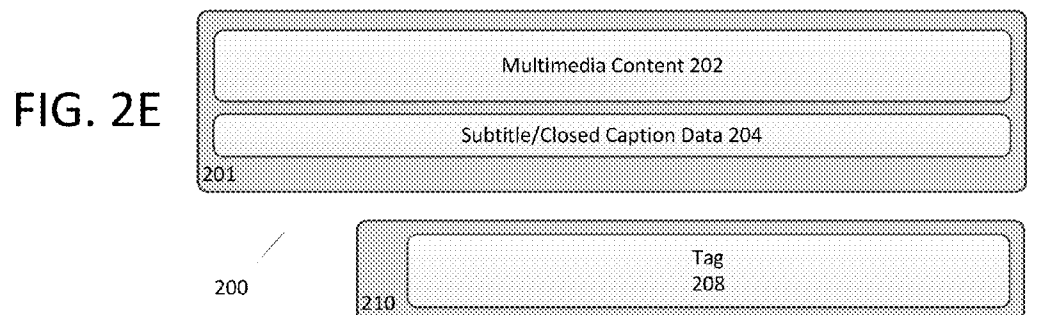 FIG. 2E
Multimedia Content 202
Subtitle/Closed Caption Data 204
201
200
Tag
208
210